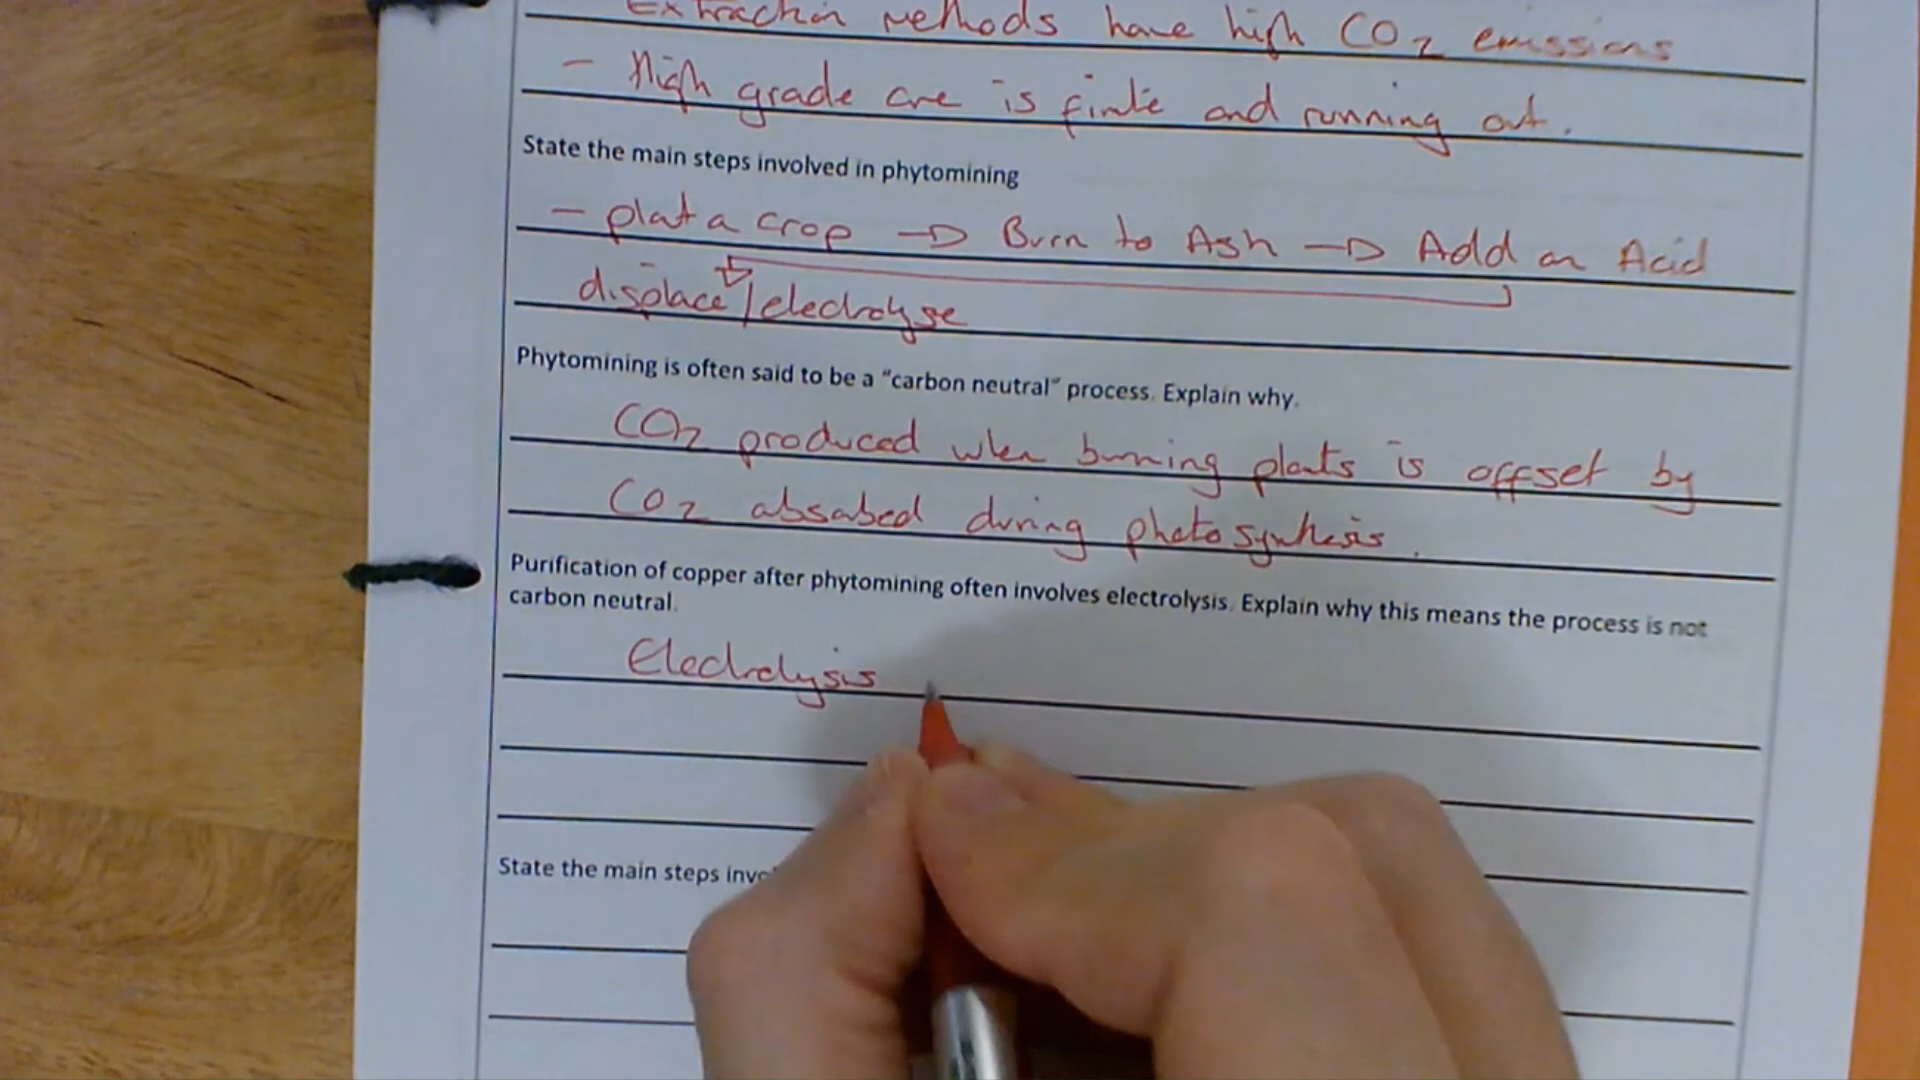 Extraction methods have high CO2 emissions
- High grade ore is finite and running out.
State the main steps involved in phytomining
- plat a crop → Burn to Ash → Add an Acid
displace/electrolyse
Phytomining is often said to be a “carbon neutral” process. Explain why.
CO2 produced when burning plants is offset by
CO2 absorbed during photosynthesis.
Purification of copper after phytomining often involves electrolysis. Explain why this means the process is not
carbon neutral.
Electrolysis
State the main steps